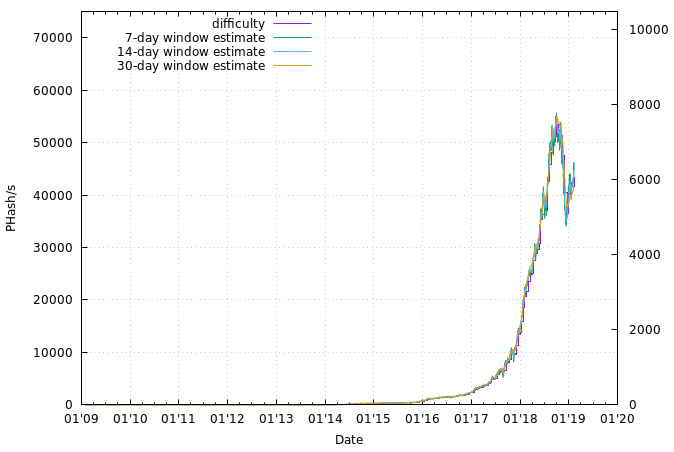 difficulty
7-day window estimate
14-day window estimate
30-day window estimate
70000
60000
50000
40000
30000
20000
10000
0
10000
8000
6000
4000
2000
0
PHash/s
01'09 01'10 01'11 01'12 01'13 01'14 01'15 01'16 01'17 01'18 01'19 01'20
Date